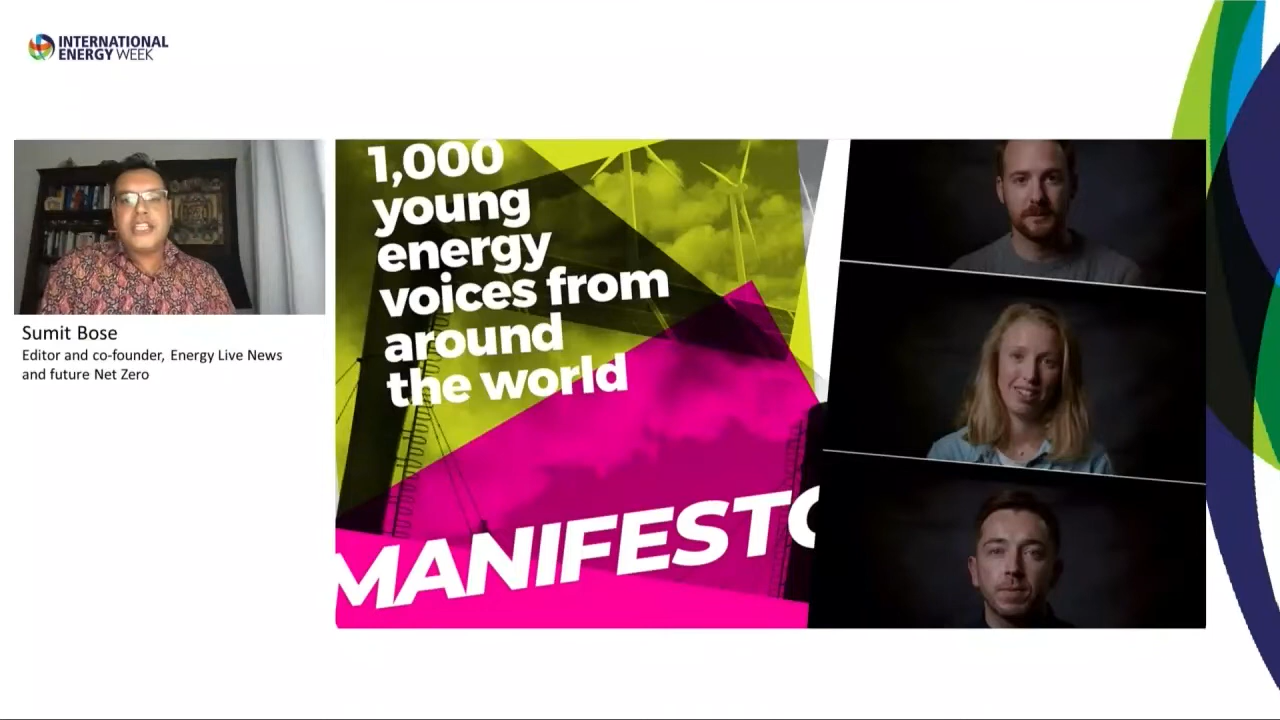 INTERNATIONAL
ENERGY WEEK
Sumit Bose
Editor and co-founder, Energy Live News
and future Net Zero
1,000
young
energy
voices from
around
the world
MANIFESTO